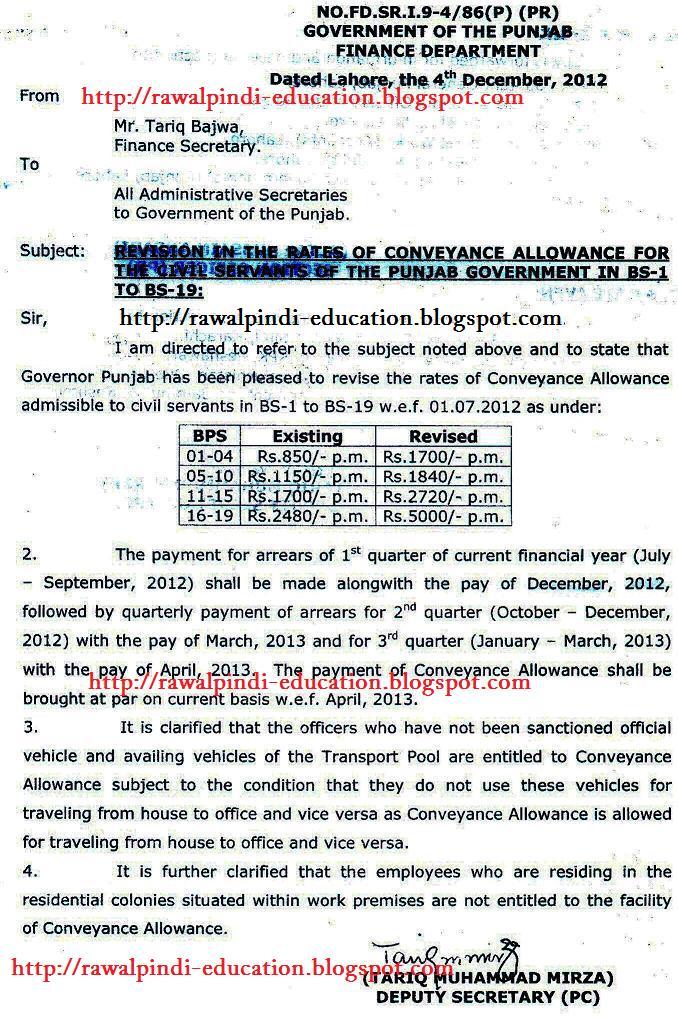 NO.FD.SR.I.9-4/86(P) (PR)
GOVERNMENT OF THE PUNJAB
FINANCE DEPARTMENT
Dated Lahore, the 4th December, 2012
From http://rawalpindi-education.blogspot.com
Mr. Tariq Bajwa,
Finance Secretary.
To
All Administrative Secretaries
to Government of the Punjab.
Subject: REVISION IN THE RATES OF CONVEYANCE ALLOWANCE FOR
THE CIVIL SERVANTS OF THE PUNJAB GOVERNMENT IN BS-1
TO BS-19:
Sir, http://rawalpindi-education.blogspot.com
I am directed to refer to the subject noted above and to state that
Governor Punjab has been pleased to revise the rates of Conveyance Allowance
admissible to civil servants in BS-1 to BS-19 w.e.f. 01.07.2012 as under:
BPS Existing Revised
01-04 Rs.850/- p.m. Rs.1700/- p.m.
05-10 Rs.1150/- p.m. Rs.1840/- p.m.
11-15 Rs.1700/- p.m. Rs.2720/- p.m.
16-19 Rs.2480/- p.m. Rs.5000/- p.m.
2. The payment for arrears of 1st quarter of current financial year (July
– September, 2012) shall be made alongwith the pay of December, 2012,
followed by quarterly payment of arrears for 2nd quarter (October – December,
2012) with the pay of March, 2013 and for 3rd quarter (January – March, 2013)
with the pay of April, 2013. The payment of Conveyance Allowance shall be
http://rawalpindi-education.blogspot.com
brought at par on current basis w.e.f. April, 2013.
3. It is clarified that the officers who have not been sanctioned official
vehicle and availing vehicles of the Transport Pool are entitled to Conveyance
Allowance subject to the condition that they do not use these vehicles for
traveling from house to office and vice versa as Conveyance Allowance is allowed
for traveling from house to office and vice versa.
4. It is further clarified that the employees who are residing in the
residential colonies situated within work premises are not entitled to the facility
of Conveyance Allowance.
http://rawalpindi-education.blogspot.com
(TARIQ MUHAMMAD MIRZA)
DEPUTY SECRETARY (PC)